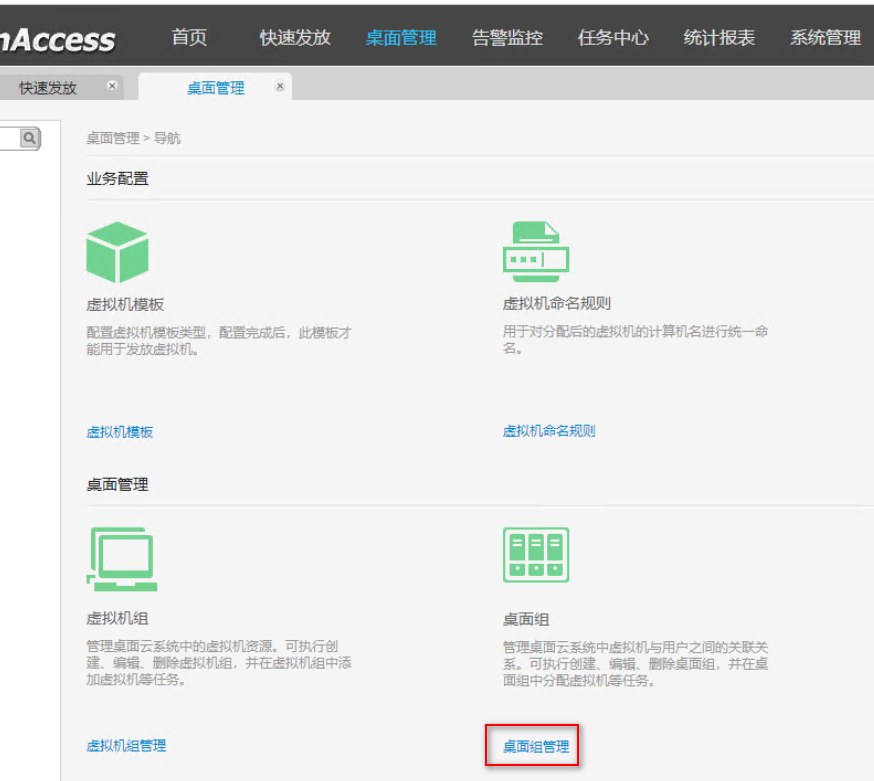 nAccess 首页 快速发放 桌面管理 告警监控 任务中心 统计报表 系统管理
快速发放 桌面管理
桌面管理 > 导航
业务配置
虚拟机模板
配置虚拟机模板类型，配置完成后，此模板才
能用于发放虚拟机。
虚拟机模板
虚拟机命名规则
用于对分配后的虚拟机的计算机名进行统一命
名。
虚拟机命名规则
桌面管理
虚拟机组
管理桌面云系统中的虚拟机资源。可执行创
建、编辑、删除虚拟机组，并在虚拟机组中添
加虚拟机等任务。
虚拟机组管理
桌面组
管理桌面云系统中虚拟机与用户之间的关联关
系。可执行创建、编辑、删除桌面组，并在桌
面组中分配虚拟机等任务。
桌面组管理